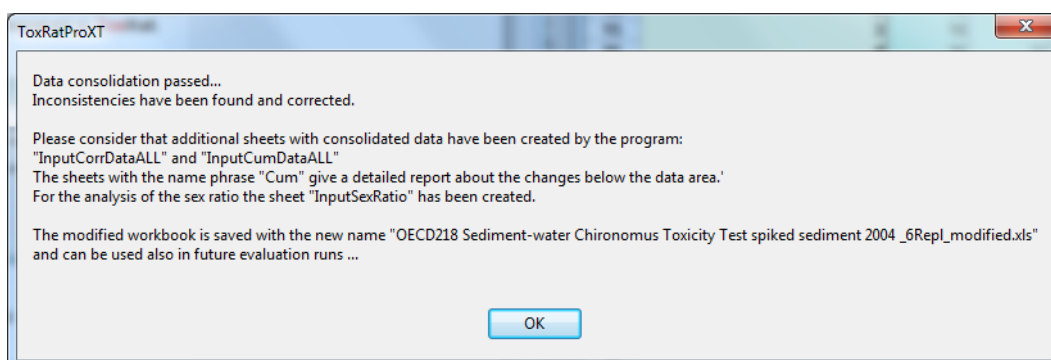 ToxRatProXT
Data consolidation passed...
Inconsistencies have been found and corrected.
Please consider that additional sheets with consolidated data have been created by the program:
"InputCorrDataALL" and "InputCumDataALL"
The sheets with the name phrase "Cum" give a detailed report about the changes below the data area.'
For the analysis of the sex ratio the sheet "InputSexRatio" has been created.
The modified workbook is saved with the new name "OECD218 Sediment-water Chironomus Toxicity Test spiked sediment 2004 _6Repl_modified.xls"
and can be used also in future evaluation runs ...
OK